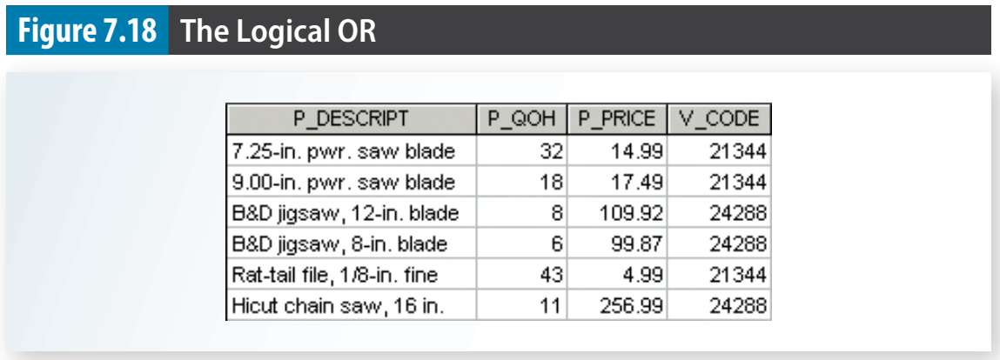 Figure 7.18 The Logical OR
P_DESCRIPT P_QOH P_PRICE V_CODE
7.25-in. pwr. saw blade 32 14.99 21344
9.00-in. pwr. saw blade 18 17.49 21344
B&D jigsaw, 12-in. blade 8 109.92 24288
B&D jigsaw, 8-in. blade 6 99.87 24288
Rat-tail file, 1/8-in. fine 43 4.99 21344
Hicut chain saw, 16 in. 11 256.99 24288